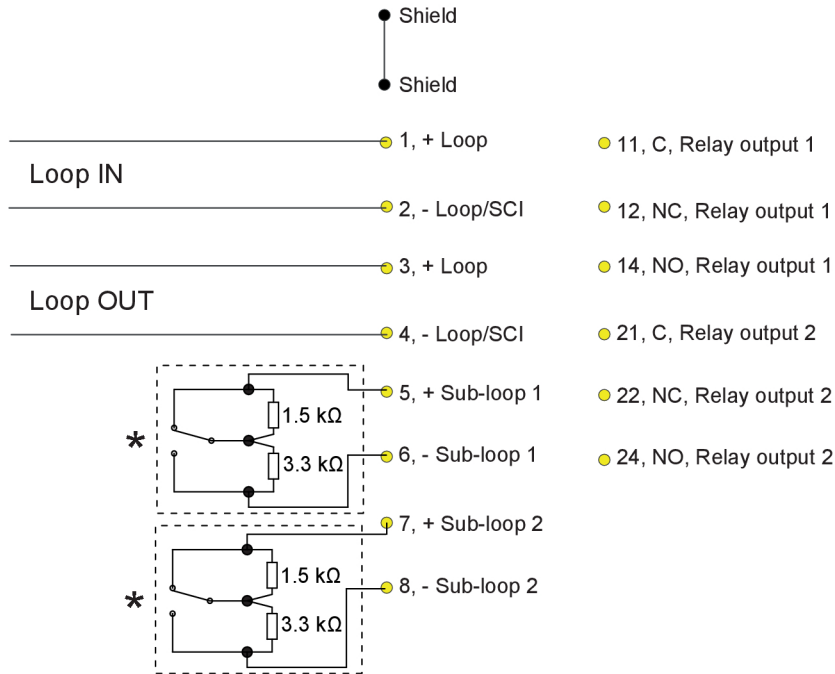 Shield
Shield
1, + Loop
11, C, Relay output 1
Loop IN
2, - Loop/SCI
12, NC, Relay output 1
3, + Loop
14, NO, Relay output 1
Loop OUT
4, - Loop/SCI
21, C, Relay output 2
5, + Sub-loop 1
22, NC, Relay output 2
1.5 kΩ
*
6, - Sub-loop 1
24, NO, Relay output 2
3.3 kΩ
7, + Sub-loop 2
1.5 kΩ
8, - Sub-loop 2
*
3.3 kΩ